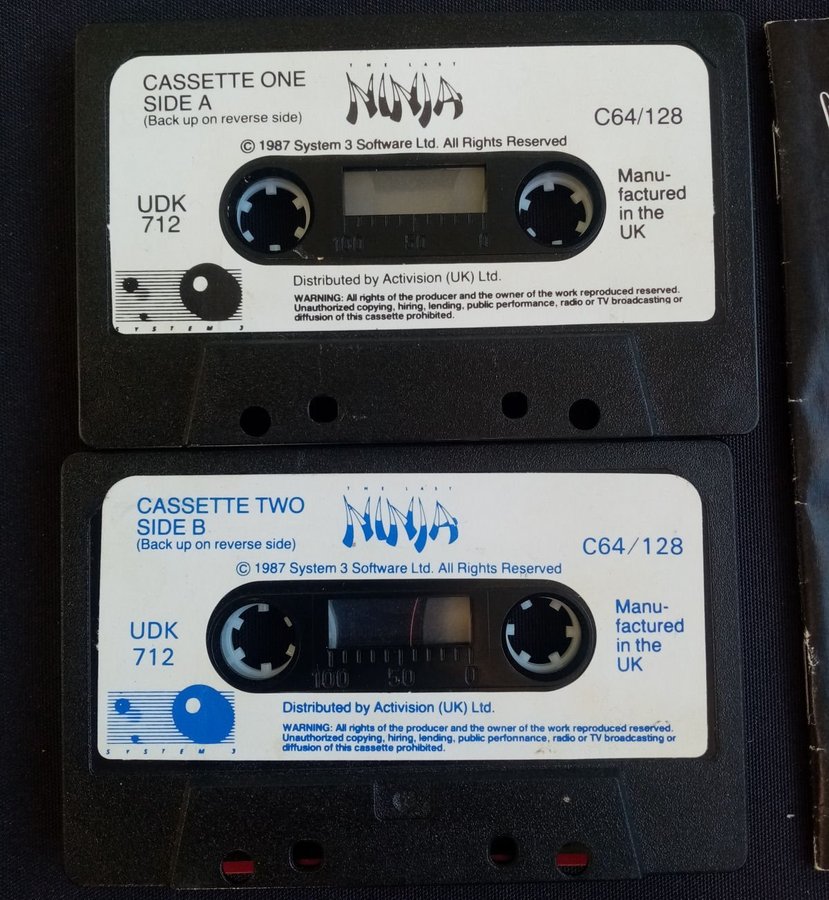 CASSETTE ONE
SIDE A
(Back up on reverse side)
THE LAST
NINJA
C64/128
© 1987 System 3 Software Ltd. All Rights Reserved
UDK
712
100 50 0
Manu-
factured
in the
UK
SYSTEM 3
Distributed by Activision (UK) Ltd.
WARNING: All rights of the producer and the owner of the work reproduced reserved.
Unauthorized copying, hiring, lending, public performance, radio or TV broadcasting or
diffusion of this cassette prohibited.
CASSETTE TWO
SIDE B
(Back up on reverse side)
THE LAST
NINJA
C64/128
© 1987 System 3 Software Ltd. All Rights Reserved
UDK
712
100 50 0
Manu-
factured
in the
UK
SYSTEM 3
Distributed by Activision (UK) Ltd.
WARNING: All rights of the producer and the owner of the work reproduced reserved.
Unauthorized copying, hiring, lending, public performance, radio or TV broadcasting or
diffusion of this cassette prohibited.